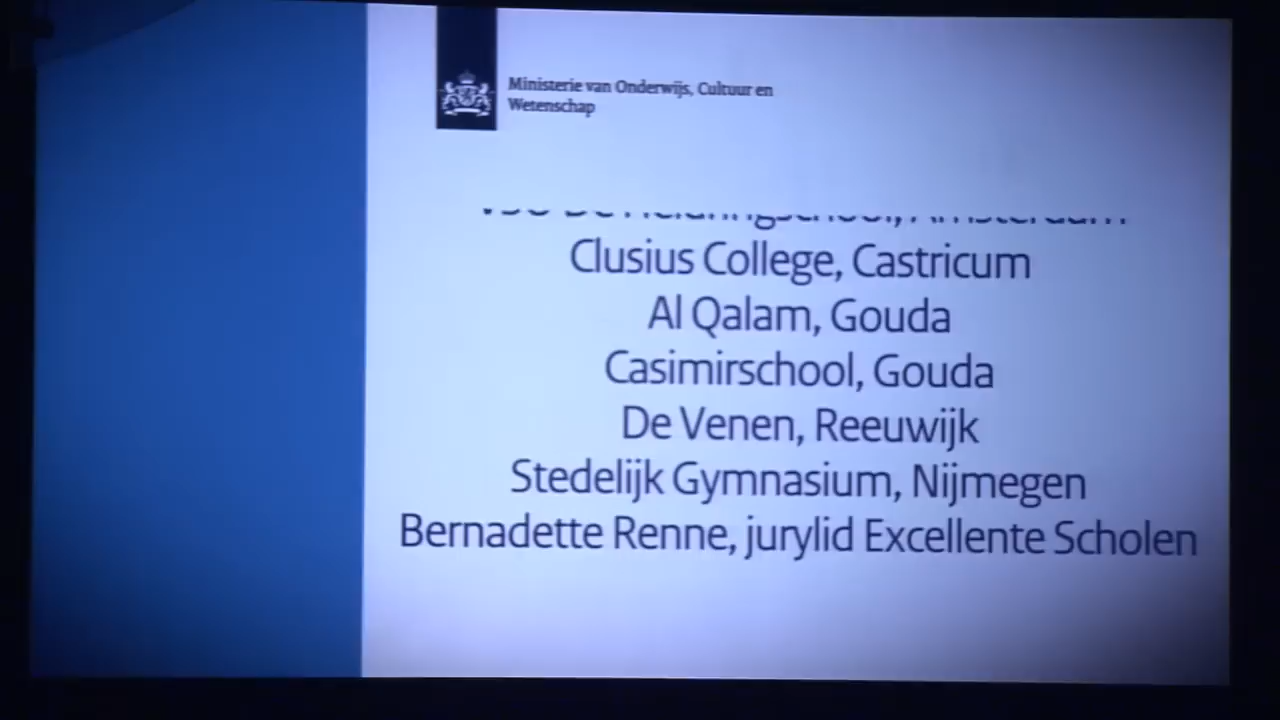 Ministerie van Onderwijs, Cultuur en
Wetenschap
Clusius College, Castricum
Al Qalam, Gouda
Casimirschool, Gouda
De Venen, Reeuwijk
Stedelijk Gymnasium, Nijmegen
Bernadette Renne, jurylid Excellente Scholen